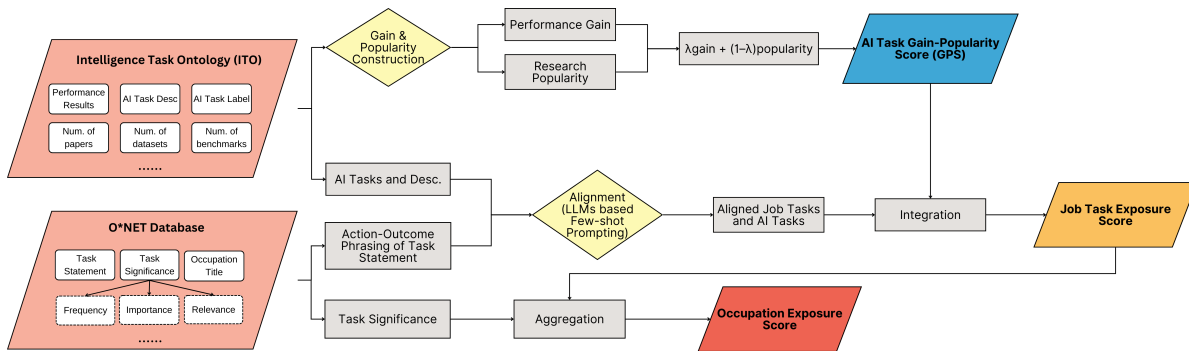 Intelligence Task Ontology (ITO)
Performance
Results
AI Task Desc
AI Task Label
Num. of
papers
Num. of
datasets
Num. of
benchmarks
......
Gain &
Popularity
Construction
Performance Gain
Research
Popularity
λgain + (1–λ)popularity
AI Task Gain-Popularity
Score (GPS)
AI Tasks and Desc.
Action-Outcome
Phrasing of Task
Statement
Alignment
(LLMs based
Few-shot
Prompting)
Aligned Job Tasks
and AI Tasks
Integration
Job Task Exposure
Score
O*NET Database
Task
Statement
Task
Significance
Occupation
Title
Frequency
Importance
Relevance
......
Task Significance
Aggregation
Occupation Exposure
Score